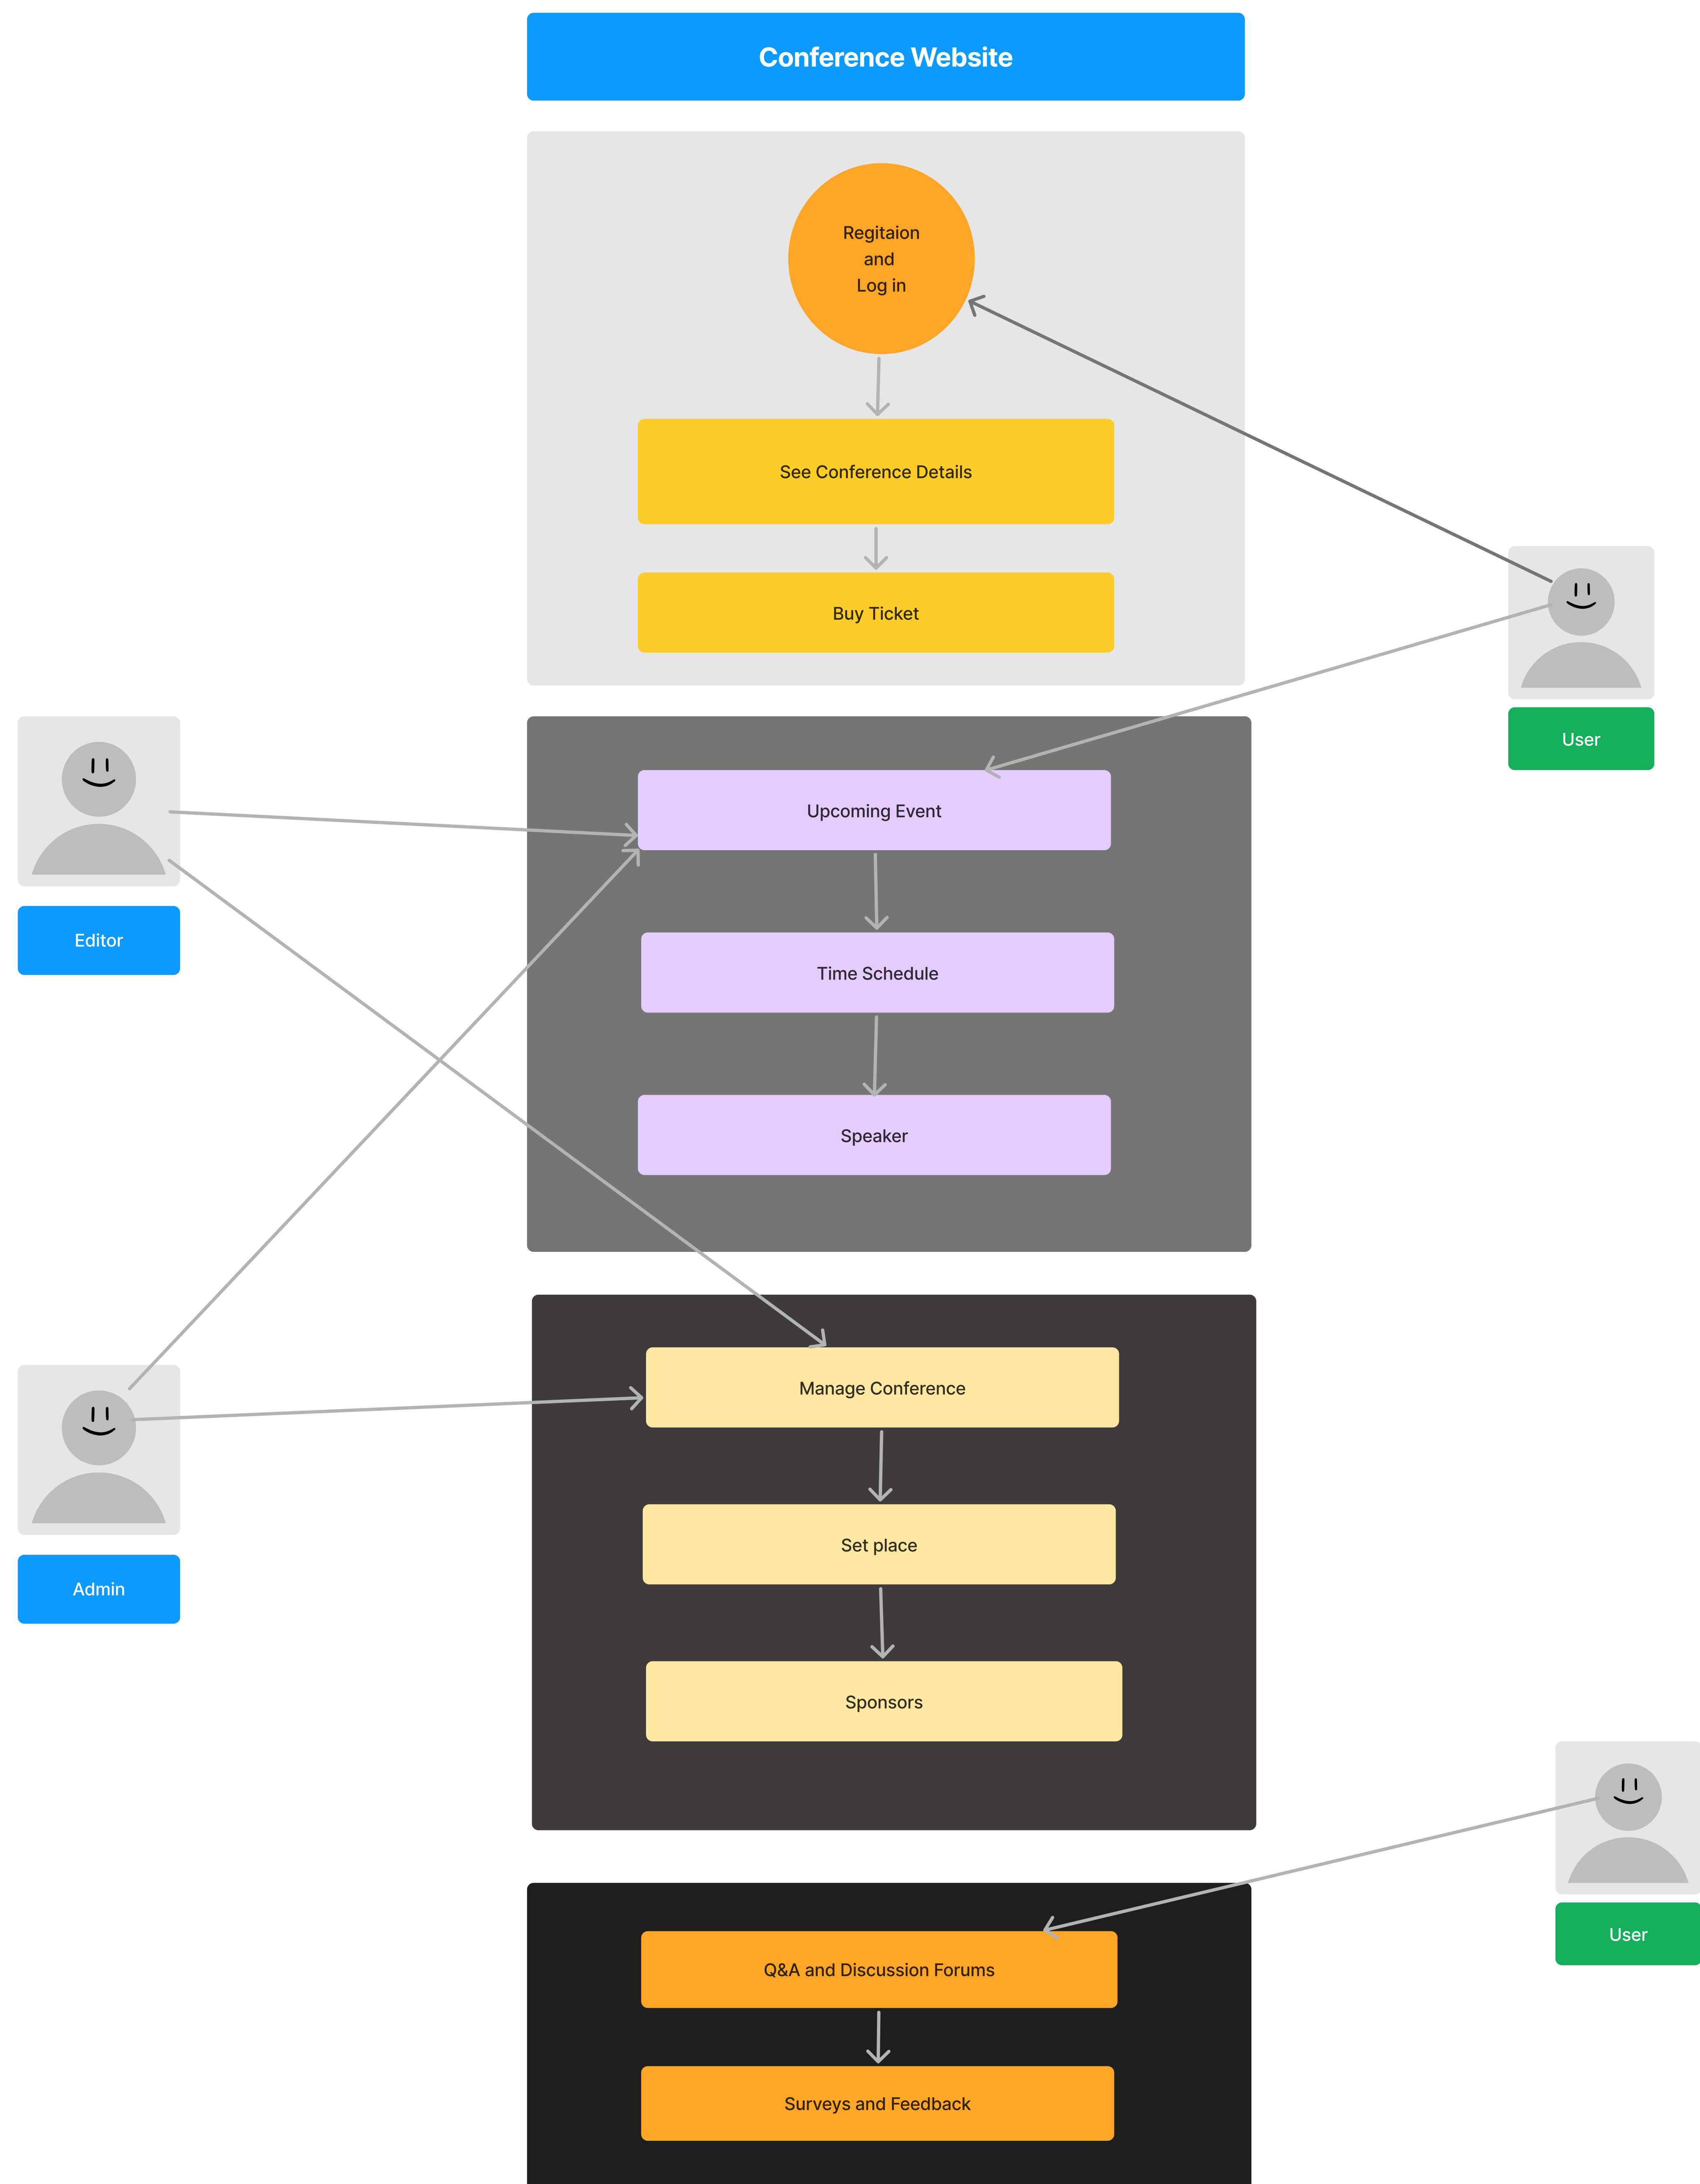 Conference Website
Regitaion
and
Log in
See Conference Details
Buy Ticket
User
Upcoming Event
Editor
Time Schedule
Speaker
Manage Conference
Set place
Admin
Sponsors
User
Q&A and Discussion Forums
Surveys and Feedback